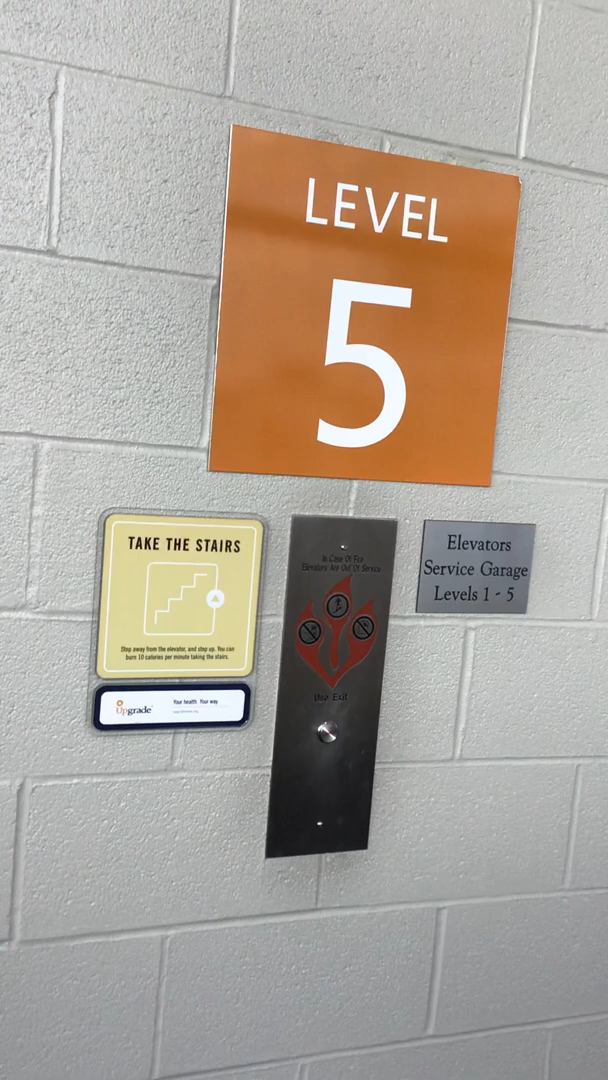 LEVEL
5
TAKE THE STAIRS
Step away from the elevator, and step up. You can
burn 10 calories per minute taking the stairs.
Upgrade
Your health. Your way.
In Case Of Fire
Elevators Are Out Of Service
Use Exit
Elevators
Service Garage
Levels 1 - 5